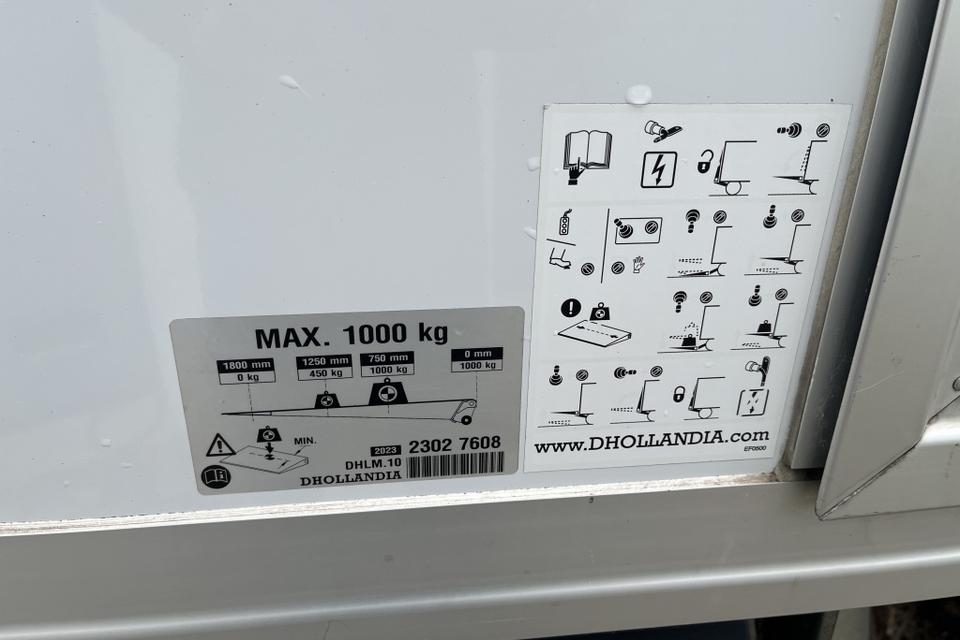 MAX. 1000 kg
1800 mm
0 kg
1250 mm
450 kg
750 mm
1000 kg
0 mm
1000 kg
MIN.
2023 2302 7608
DHLM.10
DHOLLANDIA
www.DHOLLANDIA.com
EF0500